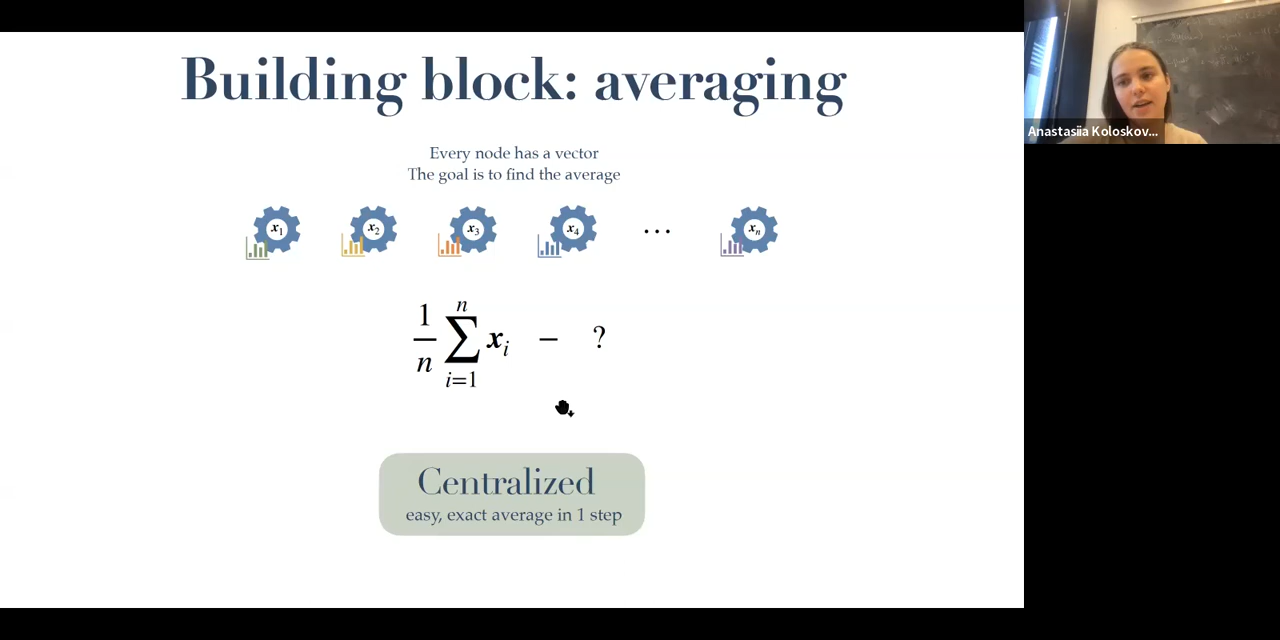 Building block: averaging
Every node has a vector
The goal is to find the average
x1 x2 x3 x4 ... xn
1/n ∑ i=1 n xi – ?
Centralized
easy, exact average in 1 step
Anastasiia Koloskov...